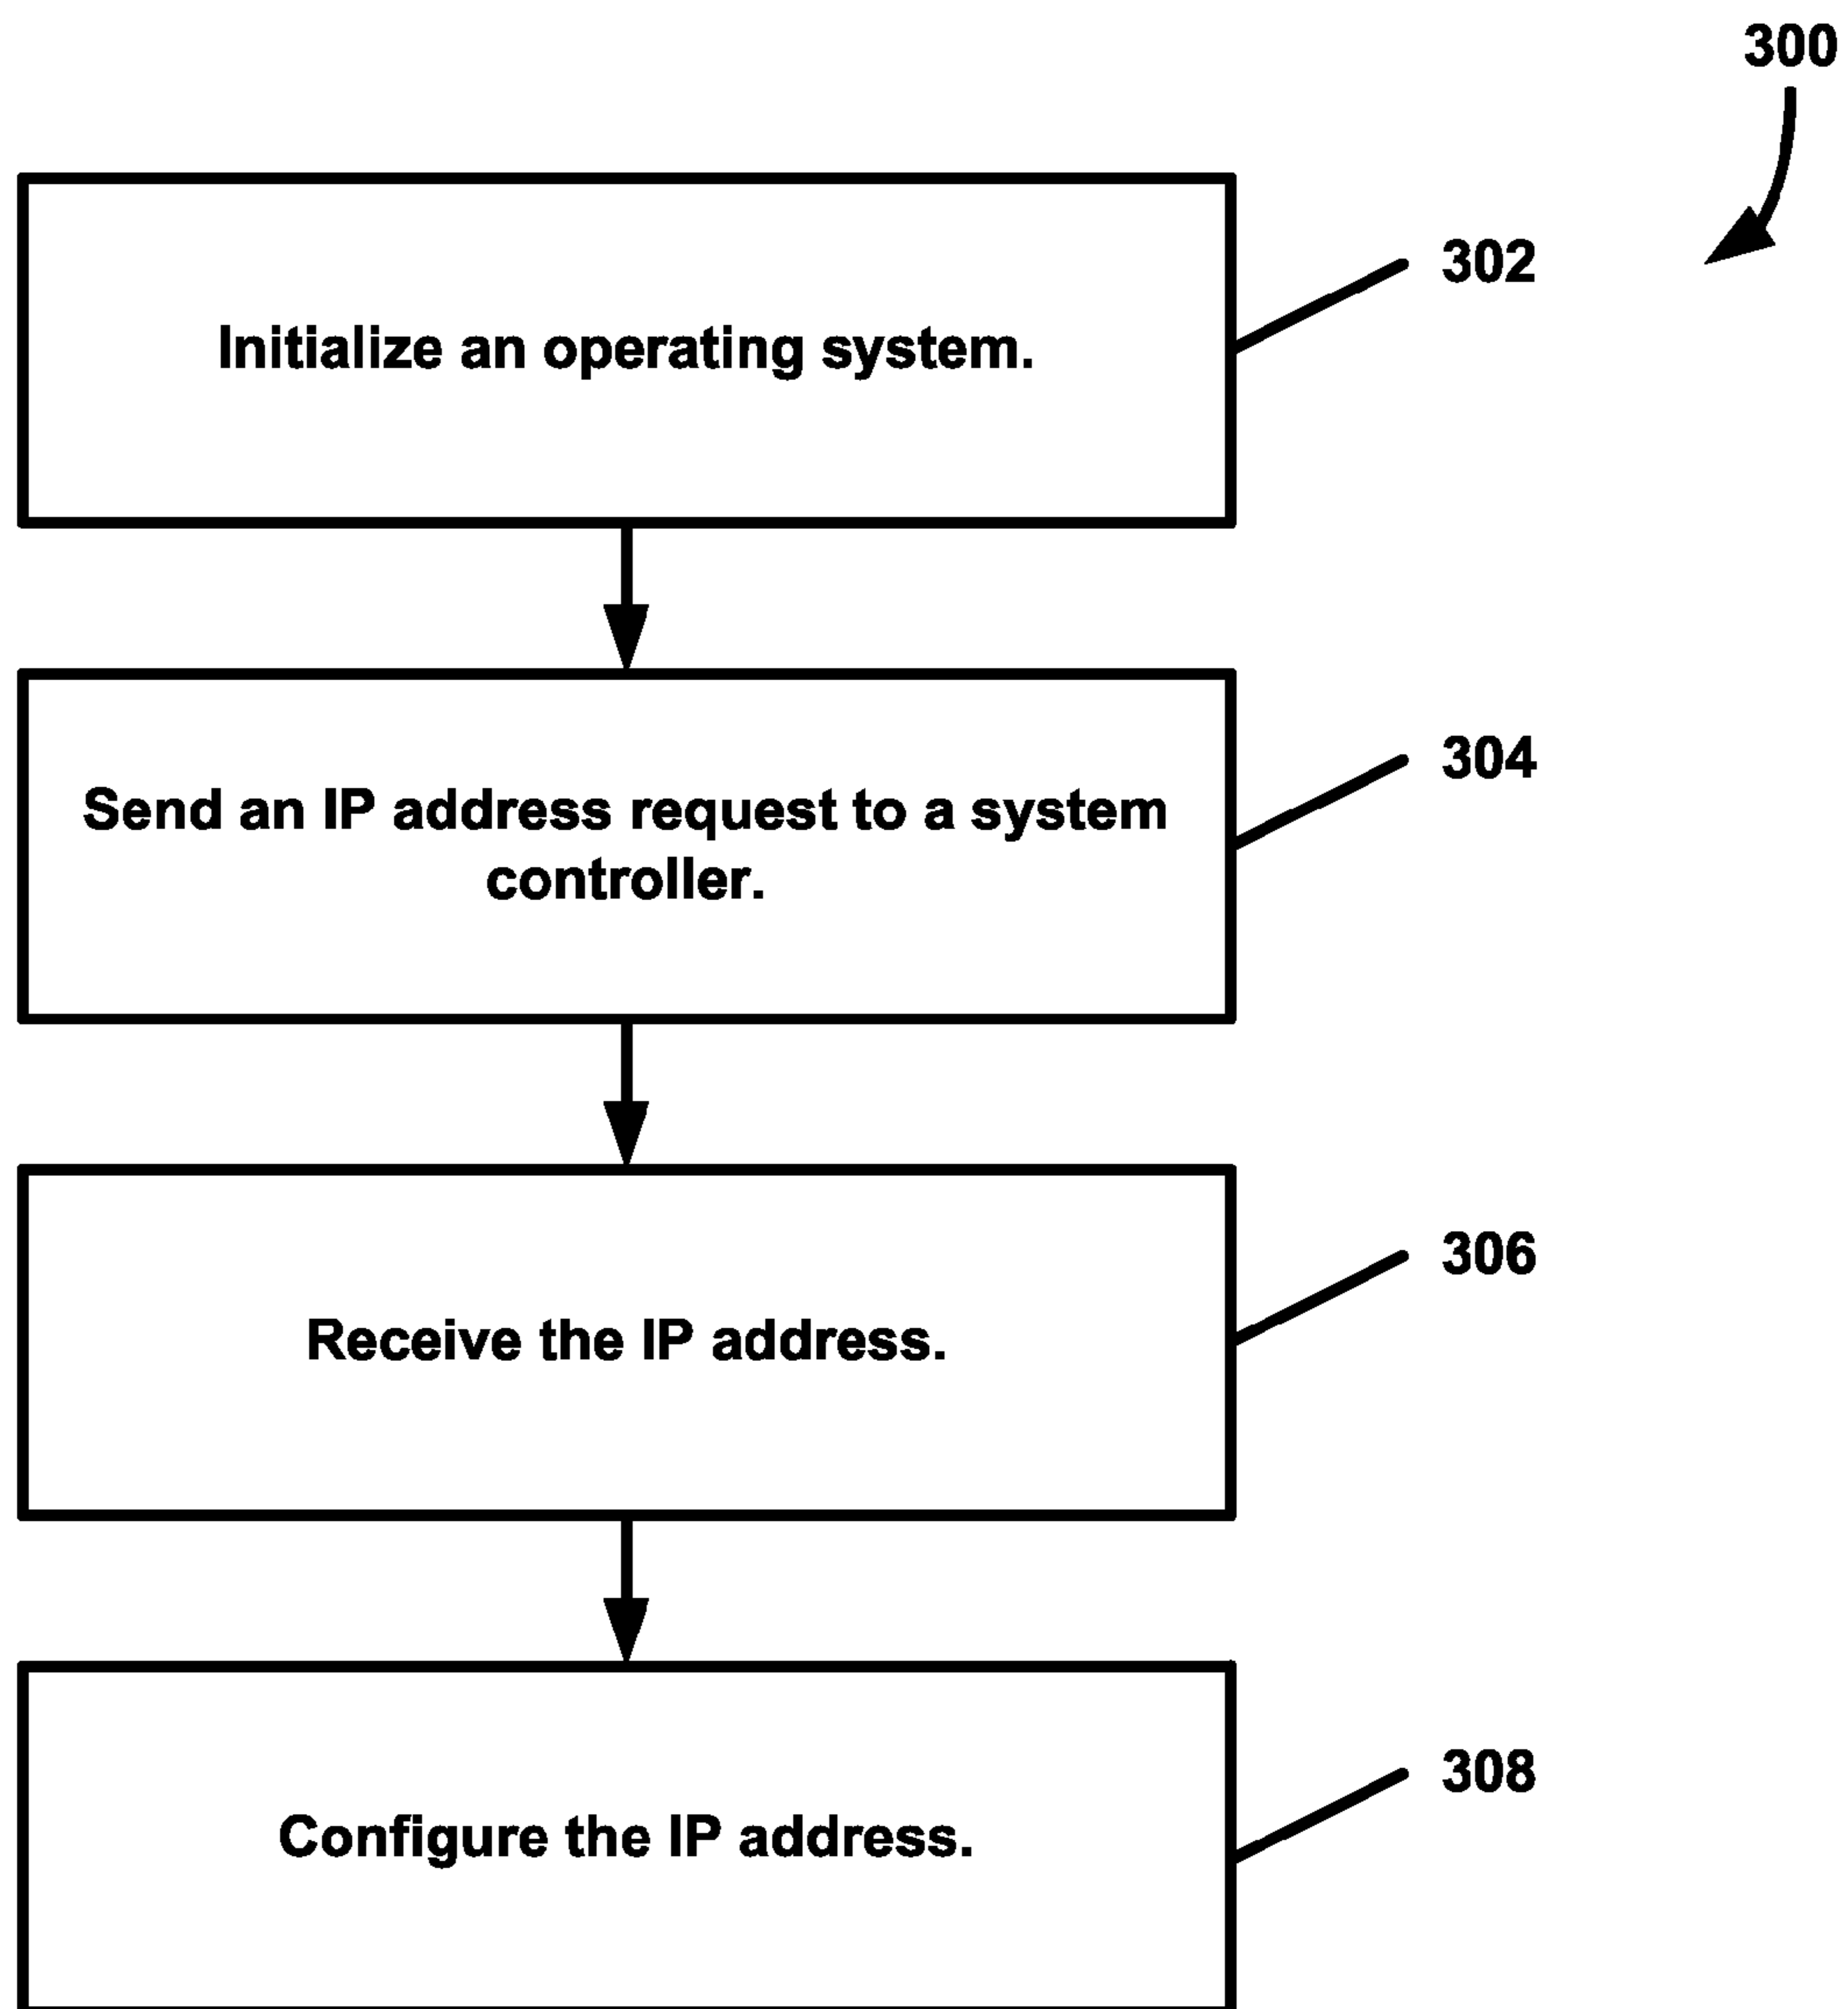 300
302
Initialize an operating system.
304
Send an IP address request to a system
controller.
306
Receive the IP address.
308
Configure the IP address.